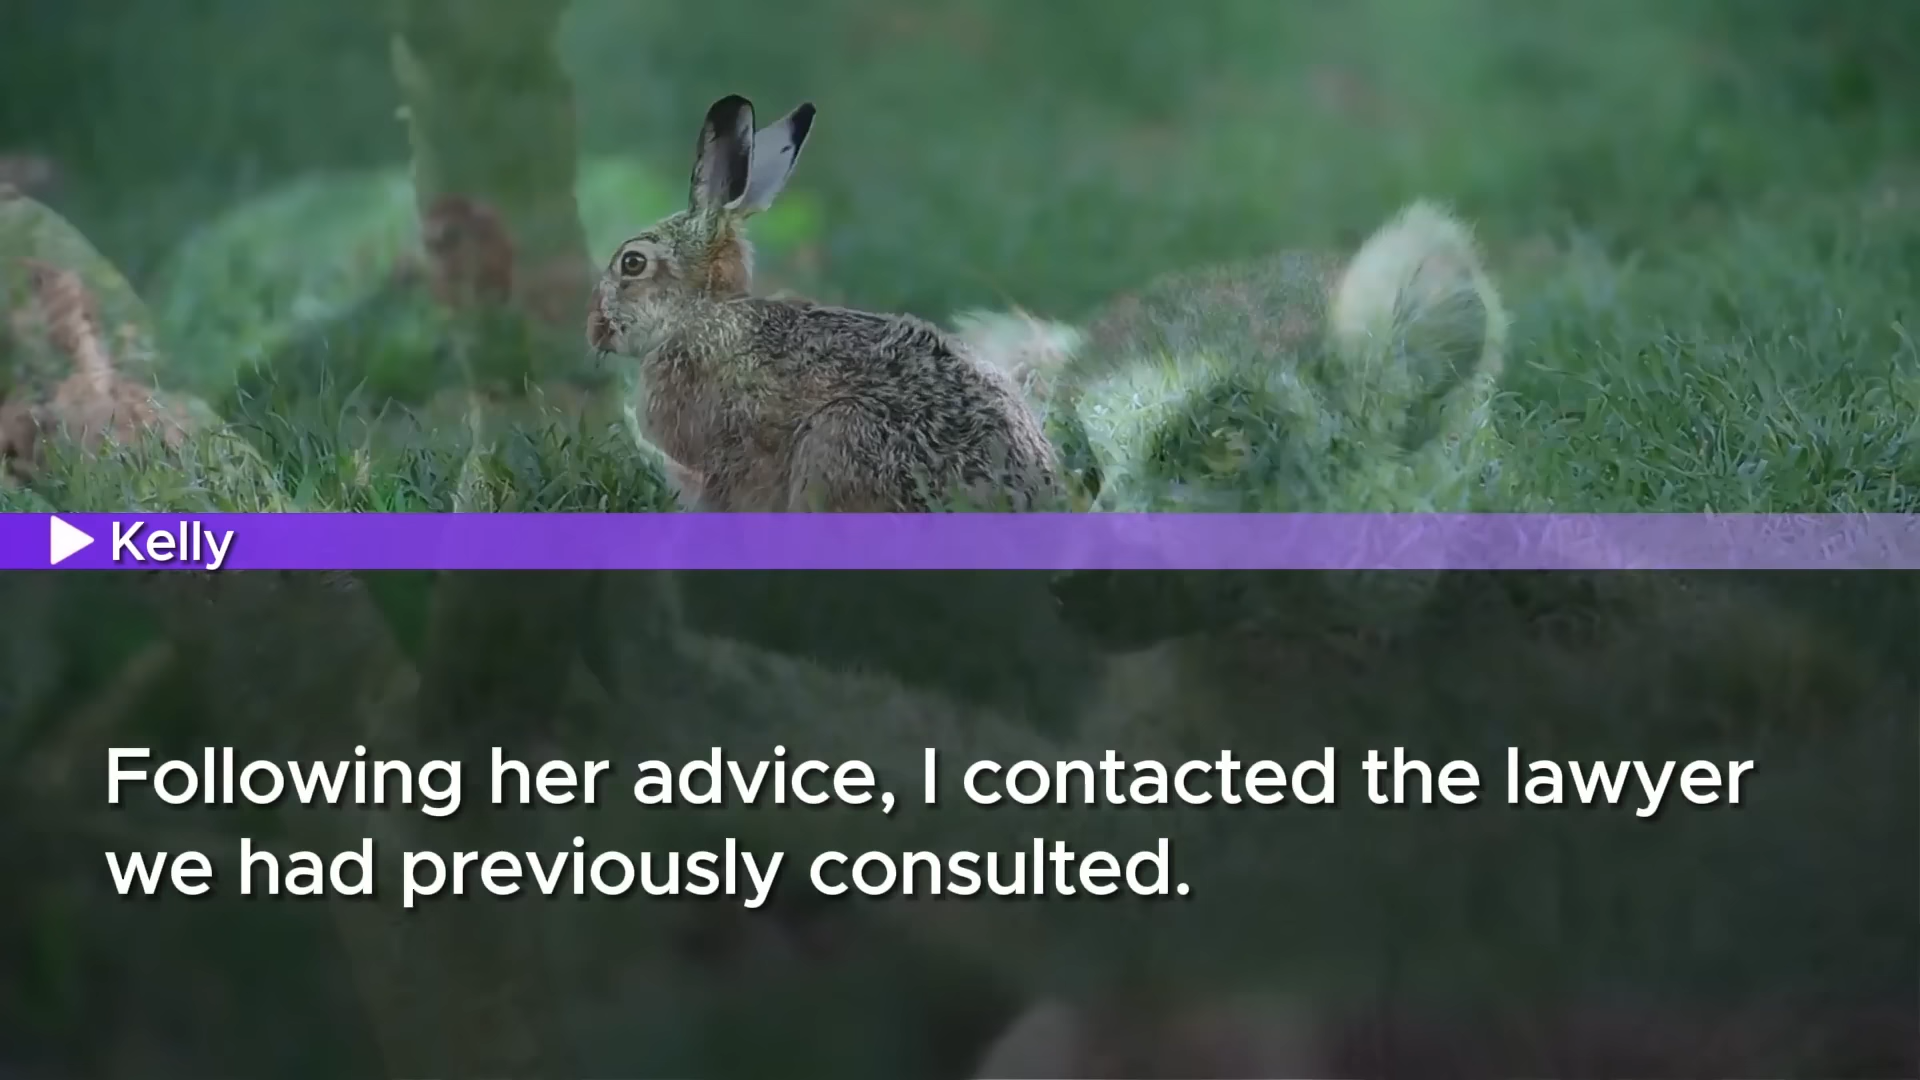 Kelly
Following her advice, I contacted the lawyer
we had previously consulted.